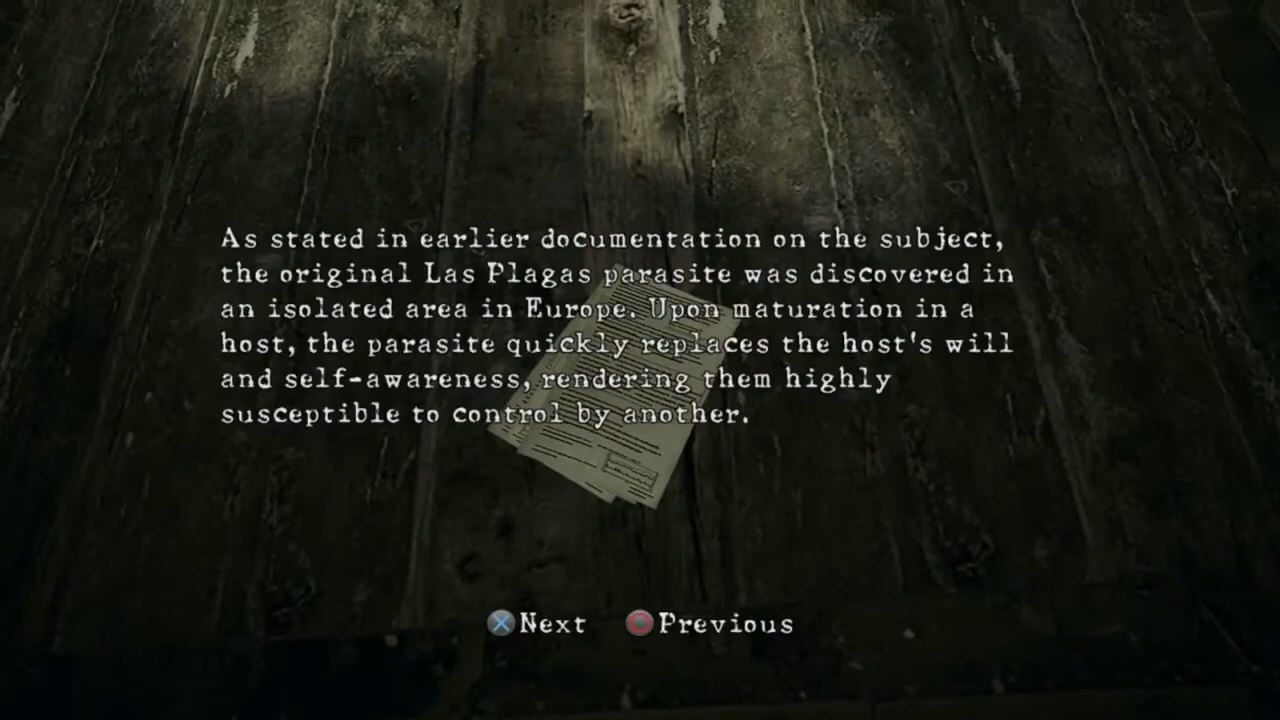 As stated in earlier documentation on the subject,
the original Las Plagas parasite was discovered in
an isolated area in Europe. Upon maturation in a
host, the parasite quickly replaces the host's will
and self-awareness, rendering them highly
susceptible to control by another.
Next Previous